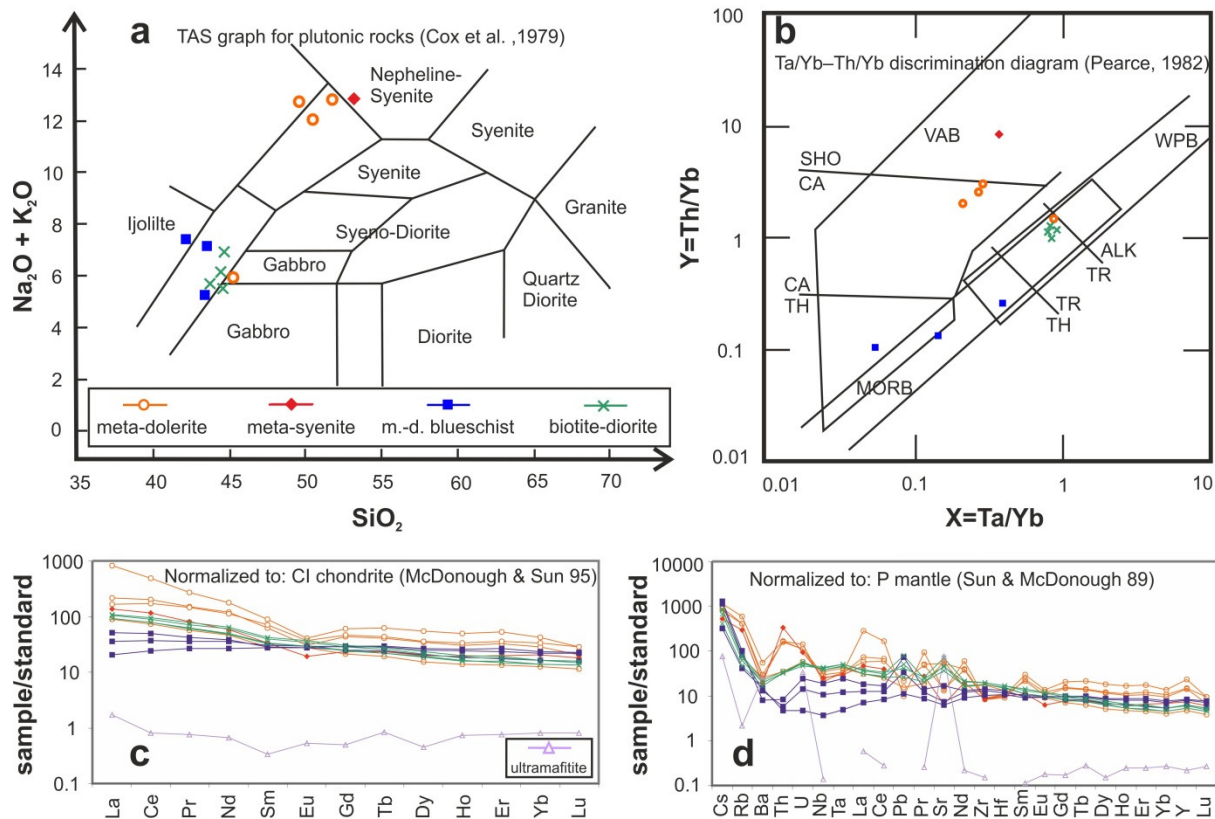 a
TAS graph for plutonic rocks (Cox et al. ,1979)
Na2O + K2O
14
12
10
8
6
4
2
0
Nepheline-
Syenite
Syenite
Syenite
Ijolilte
Syeno-Diorite
Granite
Gabbro
Quartz
Diorite
Gabbro
Diorite
meta-dolerite
meta-syenite
m.-d. blueschist
biotite-diorite
35
40
45
50
55
60
65
70
SiO2
b
Ta/Yb–Th/Yb discrimination diagram (Pearce, 1982)
Y=Th/Yb
100
10
1
0.1
0.01
VAB
WPB
SHO
CA
ALK
TR
CA
TH
TR
TH
MORB
0.01
0.1
1
10
X=Ta/Yb
sample/standard
1000
100
10
1
0.1
Normalized to: CI chondrite (McDonough & Sun 95)
c
ultramafitite
La
Ce
Pr
Nd
Sm
Eu
Gd
Tb
Dy
Ho
Er
Yb
Lu
sample/standard
10000
1000
100
10
1
0.1
Normalized to: P mantle (Sun & McDonough 89)
d
Cs
Rb
Ba
Th
U
Nb
Ta
La
Ce
Pb
Pr
Sr
Nd
Zr
Hf
Sm
Eu
Gd
Tb
Dy
Ho
Er
Yb
Y
Lu